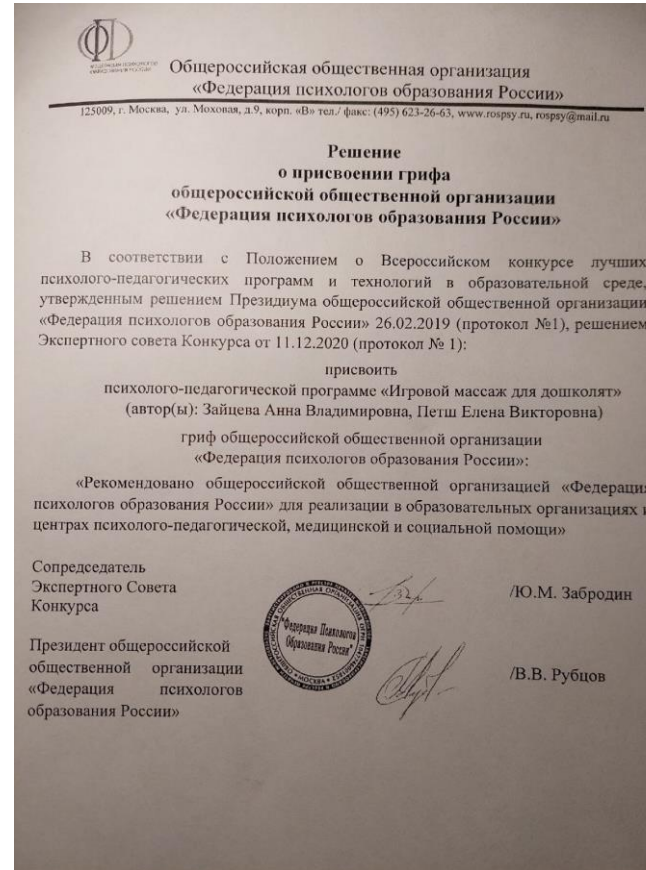 Общероссийская общественная организация
«Федерация психологов образования России»
125009, г. Москва, ул. Моховая, д.9, корп. «В» тел./ факс: (495) 623-26-63, www.rospsy.ru, rospsy@mail.ru
Решение
о присвоении грифа
общероссийской общественной организации
«Федерация психологов образования России»
В соответствии с Положением о Всероссийском конкурсе лучших
психолого-педагогических программ и технологий в образовательной среде,
утвержденным решением Президиума общероссийской общественной организации
«Федерация психологов образования России» 26.02.2019 (протокол №1), решением
Экспертного совета Конкурса от 11.12.2020 (протокол № 1):
присвоить
психолого-педагогической программе «Игровой массаж для дошколят»
(автор(ы): Зайцева Анна Владимировна, Петш Елена Викторовна)
гриф общероссийской общественной организации
«Федерация психологов образования России»:
«Рекомендовано общероссийской общественной организацией «Федерация
психологов образования России» для реализации в образовательных организациях и
центрах психолого-педагогической, медицинской и социальной помощи»
Сопредседатель
Экспертного Совета
Конкурса
/Ю.М. Забродин
"Федерация Психологов
Образования России"
Президент общероссийской
общественной организации
«Федерация психологов
образования России»
/В.В. Рубцов